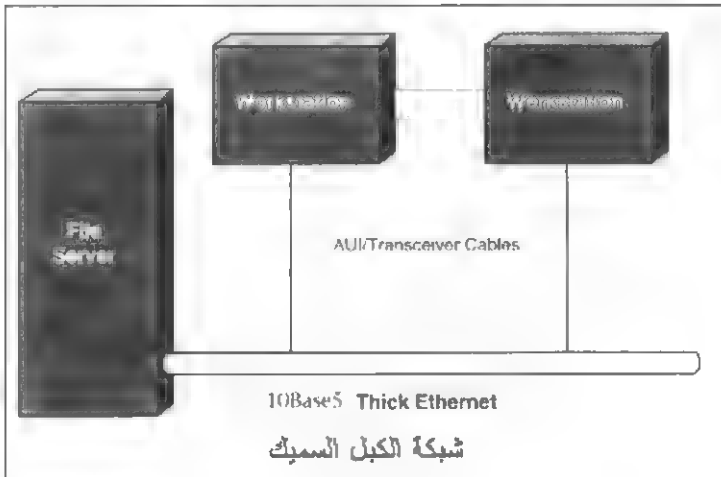 Workstation
Workstation
File
Server
AUI/Transceiver Cables
10Base5 Thick Ethernet
شبكة الكبل السميك